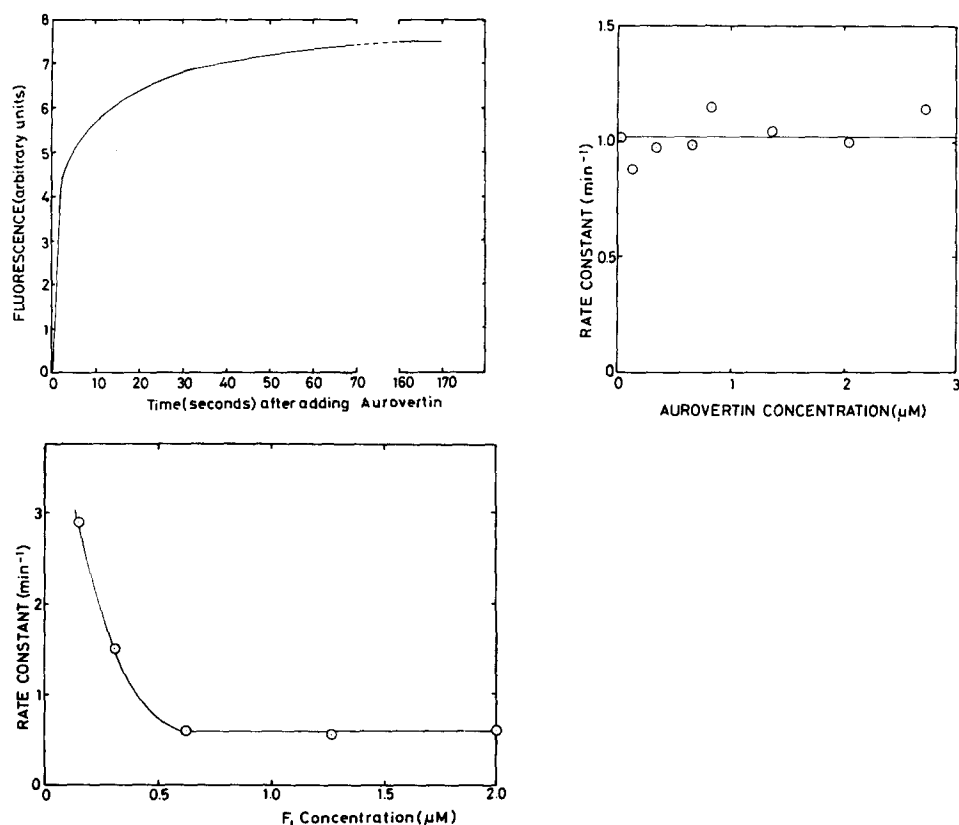 8
7
6
5
4
3
2
1
0
FLUORESCENCE(arbitrary units)
0 10 20 30 40 50 60 70 160 170
Time(seconds) after adding Aurovertin
1.5
1.0
0.5
RATE CONSTANT (min⁻¹)
0 1 2 3
AUROVERTIN CONCENTRATION(μM)
3
2
1
0
RATE CONSTANT (min⁻¹)
0 0.5 1.0 1.5 2.0
F₁ Concentration(μM)